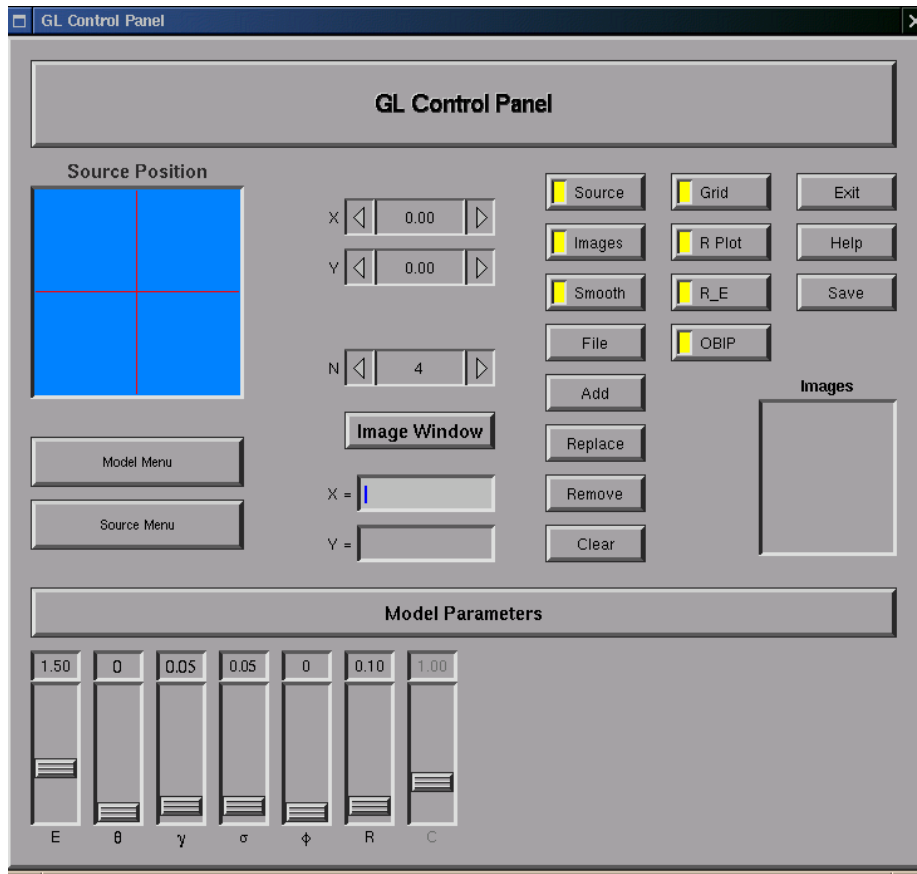 GL Control Panel
GL Control Panel
Source Position
X 0.00
Y 0.00
N 4
Image Window
X =
Y =
Model Menu
Source Menu
Source Grid Exit
Images R Plot Help
Smooth R_E Save
File OBIP
Add
Replace
Remove
Clear
Images
Model Parameters
1.50 0 0.05 0.05 0 0.10 1.00
E θ γ σ φ R C